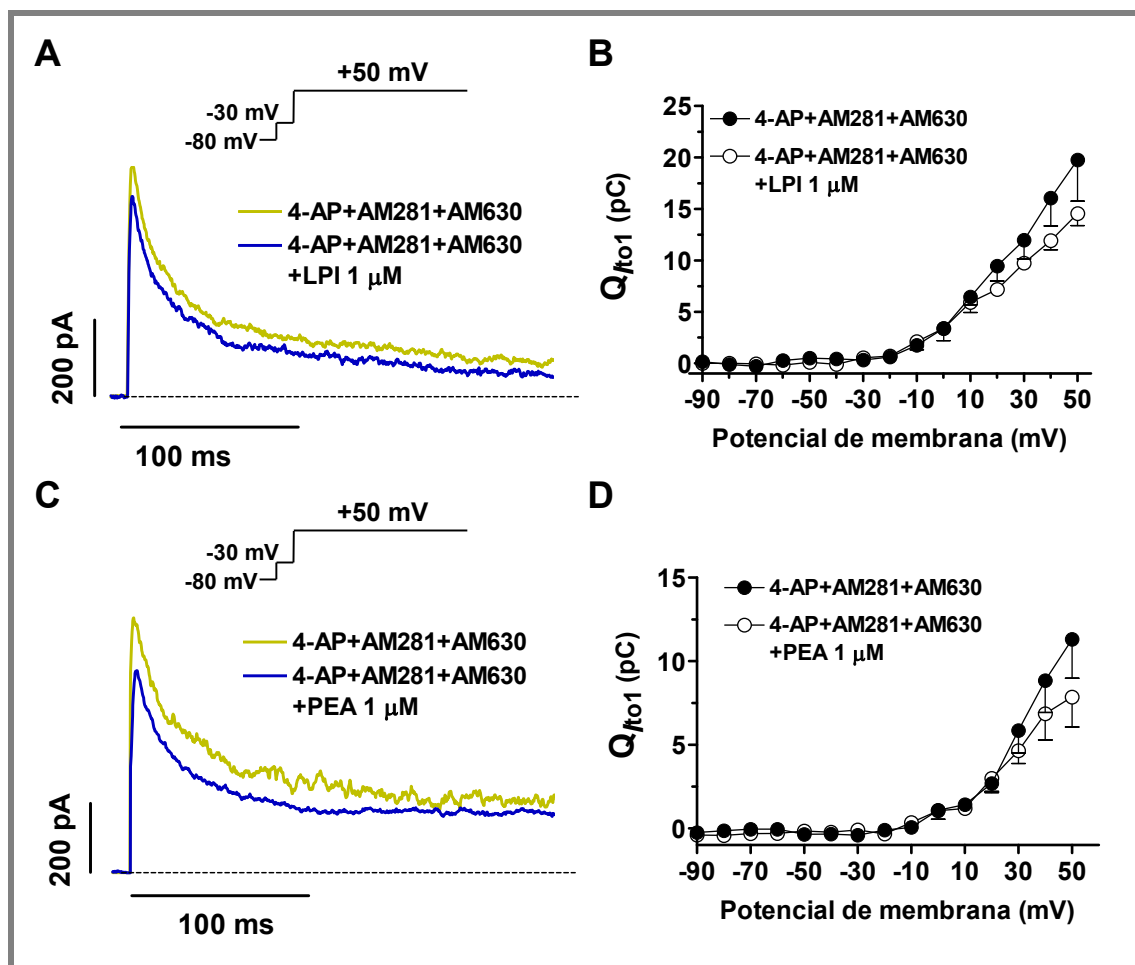 A
+50 mV
-30 mV
-80 mV
4-AP+AM281+AM630
4-AP+AM281+AM630
+LPI 1 μM
200 pA
100 ms
B
25
20
15
10
5
0
Q_Ito1 (pC)
4-AP+AM281+AM630
4-AP+AM281+AM630
+LPI 1 μM
-90 -70 -50 -30 -10 10 30 50
Potencial de membrana (mV)
C
+50 mV
-30 mV
-80 mV
4-AP+AM281+AM630
4-AP+AM281+AM630
+PEA 1 μM
200 pA
100 ms
D
15
10
5
0
Q_Ito1 (pC)
4-AP+AM281+AM630
4-AP+AM281+AM630
+PEA 1 μM
-90 -70 -50 -30 -10 10 30 50
Potencial de membrana (mV)